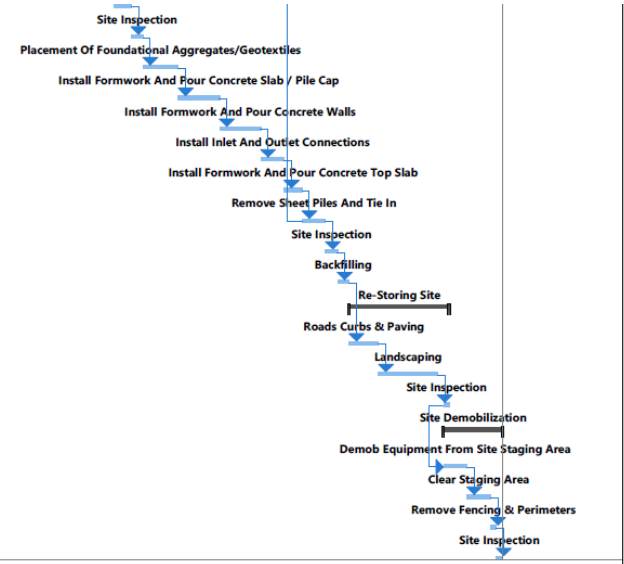 Site Inspection
Placement Of Foundational Aggregates/Geotextiles
Install Formwork And Pour Concrete Slab / Pile Cap
Install Formwork And Pour Concrete Walls
Install Inlet And Outlet Connections
Install Formwork And Pour Concrete Top Slab
Remove Sheet Piles And Tie In
Site Inspection
Backfilling
Re-Storing Site
Roads Curbs & Paving
Landscaping
Site Inspection
Site Demobilization
Demob Equipment From Site Staging Area
Clear Staging Area
Remove Fencing & Perimeters
Site Inspection